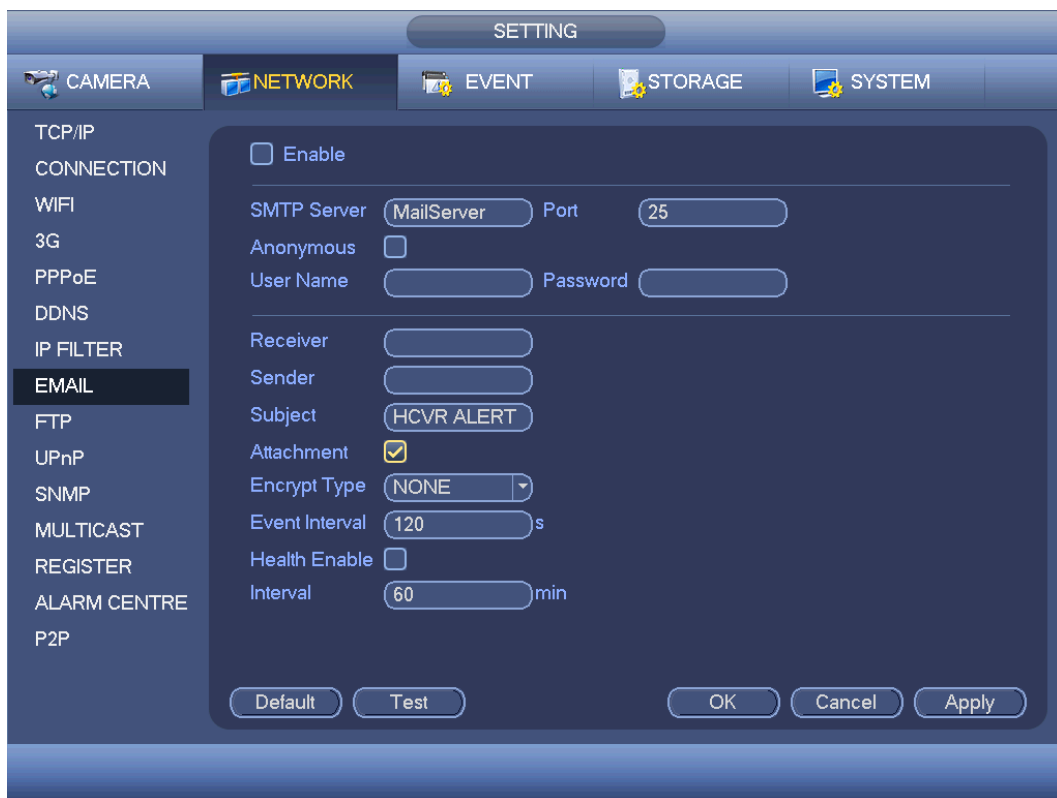 SETTING
CAMERA NETWORK EVENT STORAGE SYSTEM
TCP/IP
CONNECTION
WIFI
3G
PPPoE
DDNS
IP FILTER
EMAIL
FTP
UPnP
SNMP
MULTICAST
REGISTER
ALARM CENTRE
P2P
Enable
SMTP Server MailServer Port 25
Anonymous
User Name Password
Receiver
Sender
Subject HCVR ALERT
Attachment
Encrypt Type NONE
Event Interval 120 s
Health Enable
Interval 60 min
Default Test OK Cancel Apply